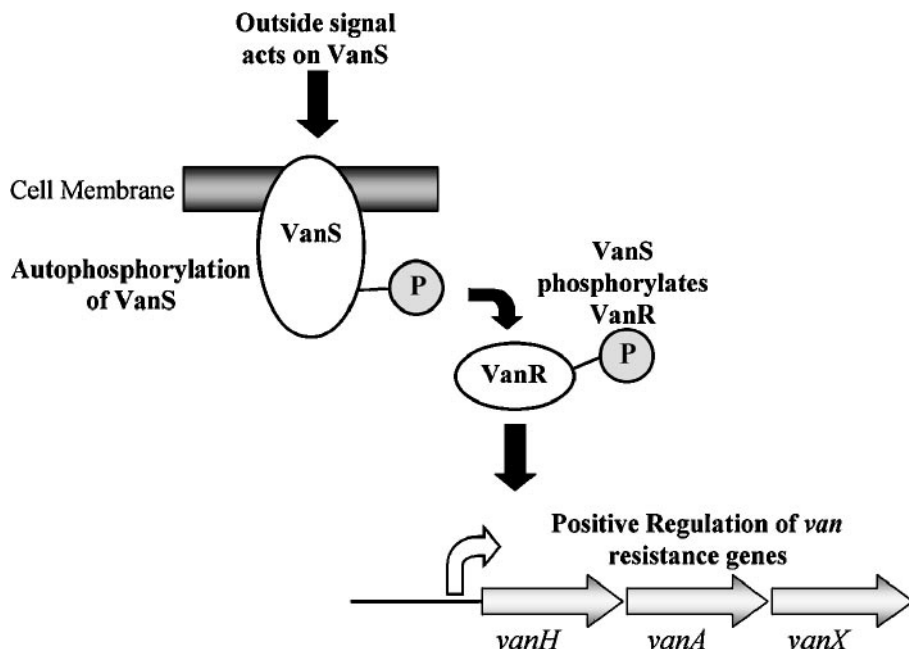 Outside signal
acts on VanS
Cell Membrane
VanS
Autophosphorylation
of VanS
P
VanS
phosphorylates
VanR
P
VanR
Positive Regulation of van
resistance genes
vanH
vanA
vanX